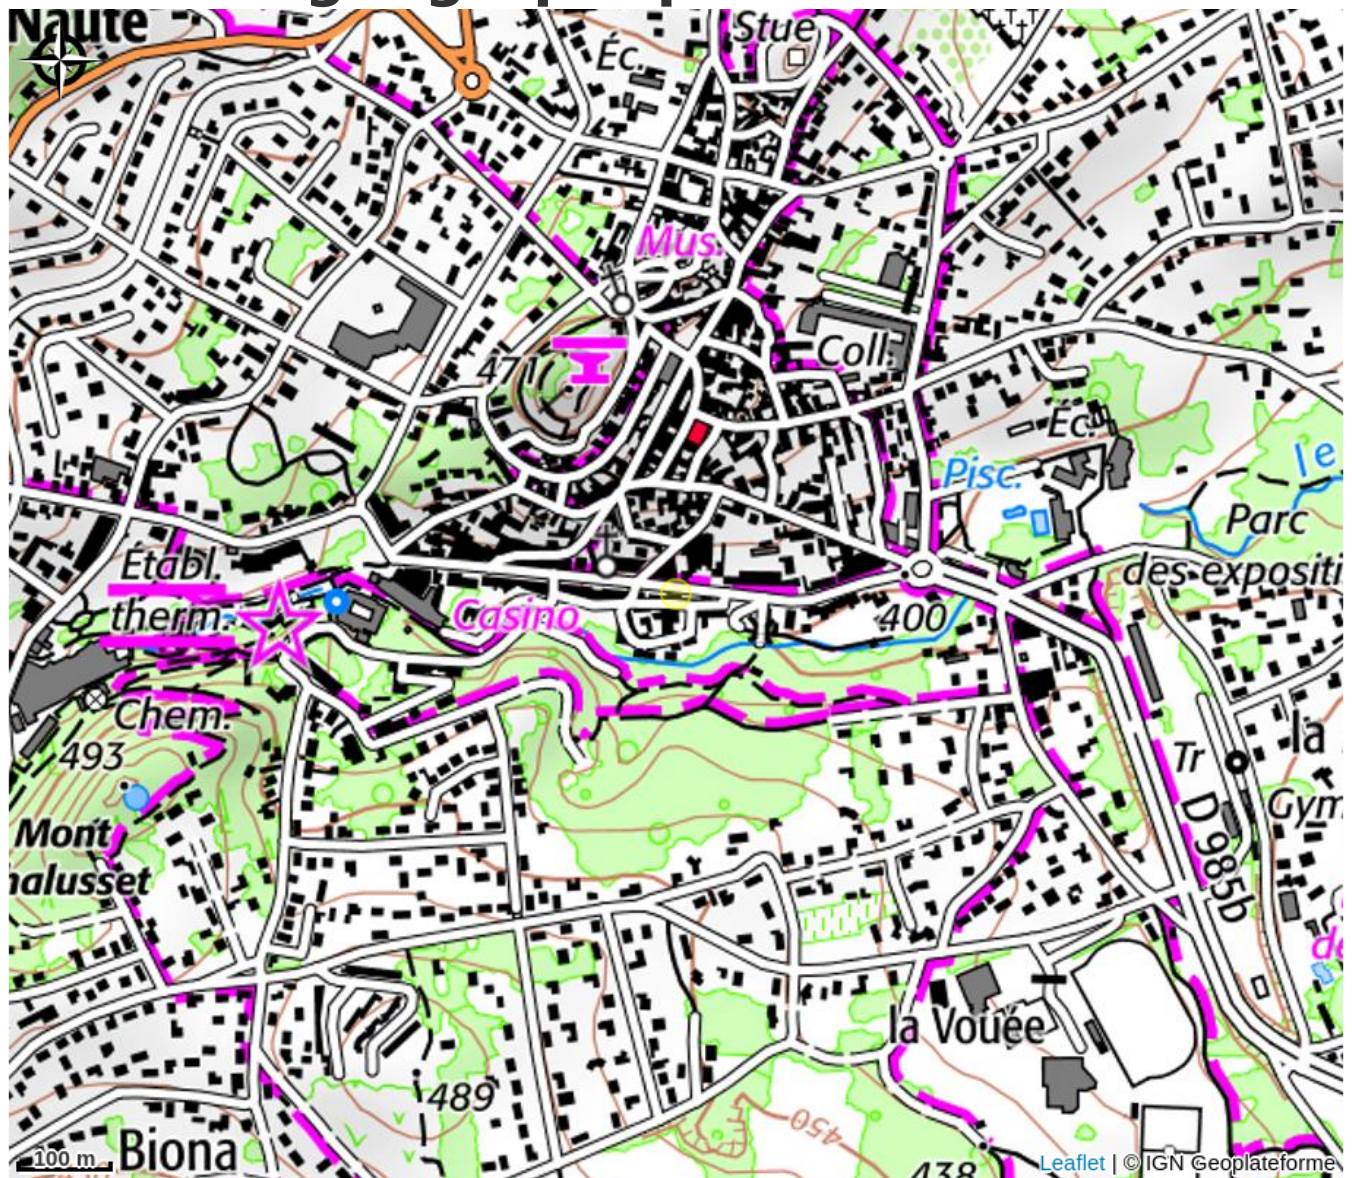 Naute
Stue
Éc.
Mus.
471
Coll.
Éc.
Pisc.
le
Parc
des expositi
Établ.
therm.
Casino
400
Chem.
493
Tr
la
D 985b
Gym
Mont
halusset
de
la Vouée
489
450
Biona
438
100 m
Leaflet | © IGN Geoplateforme